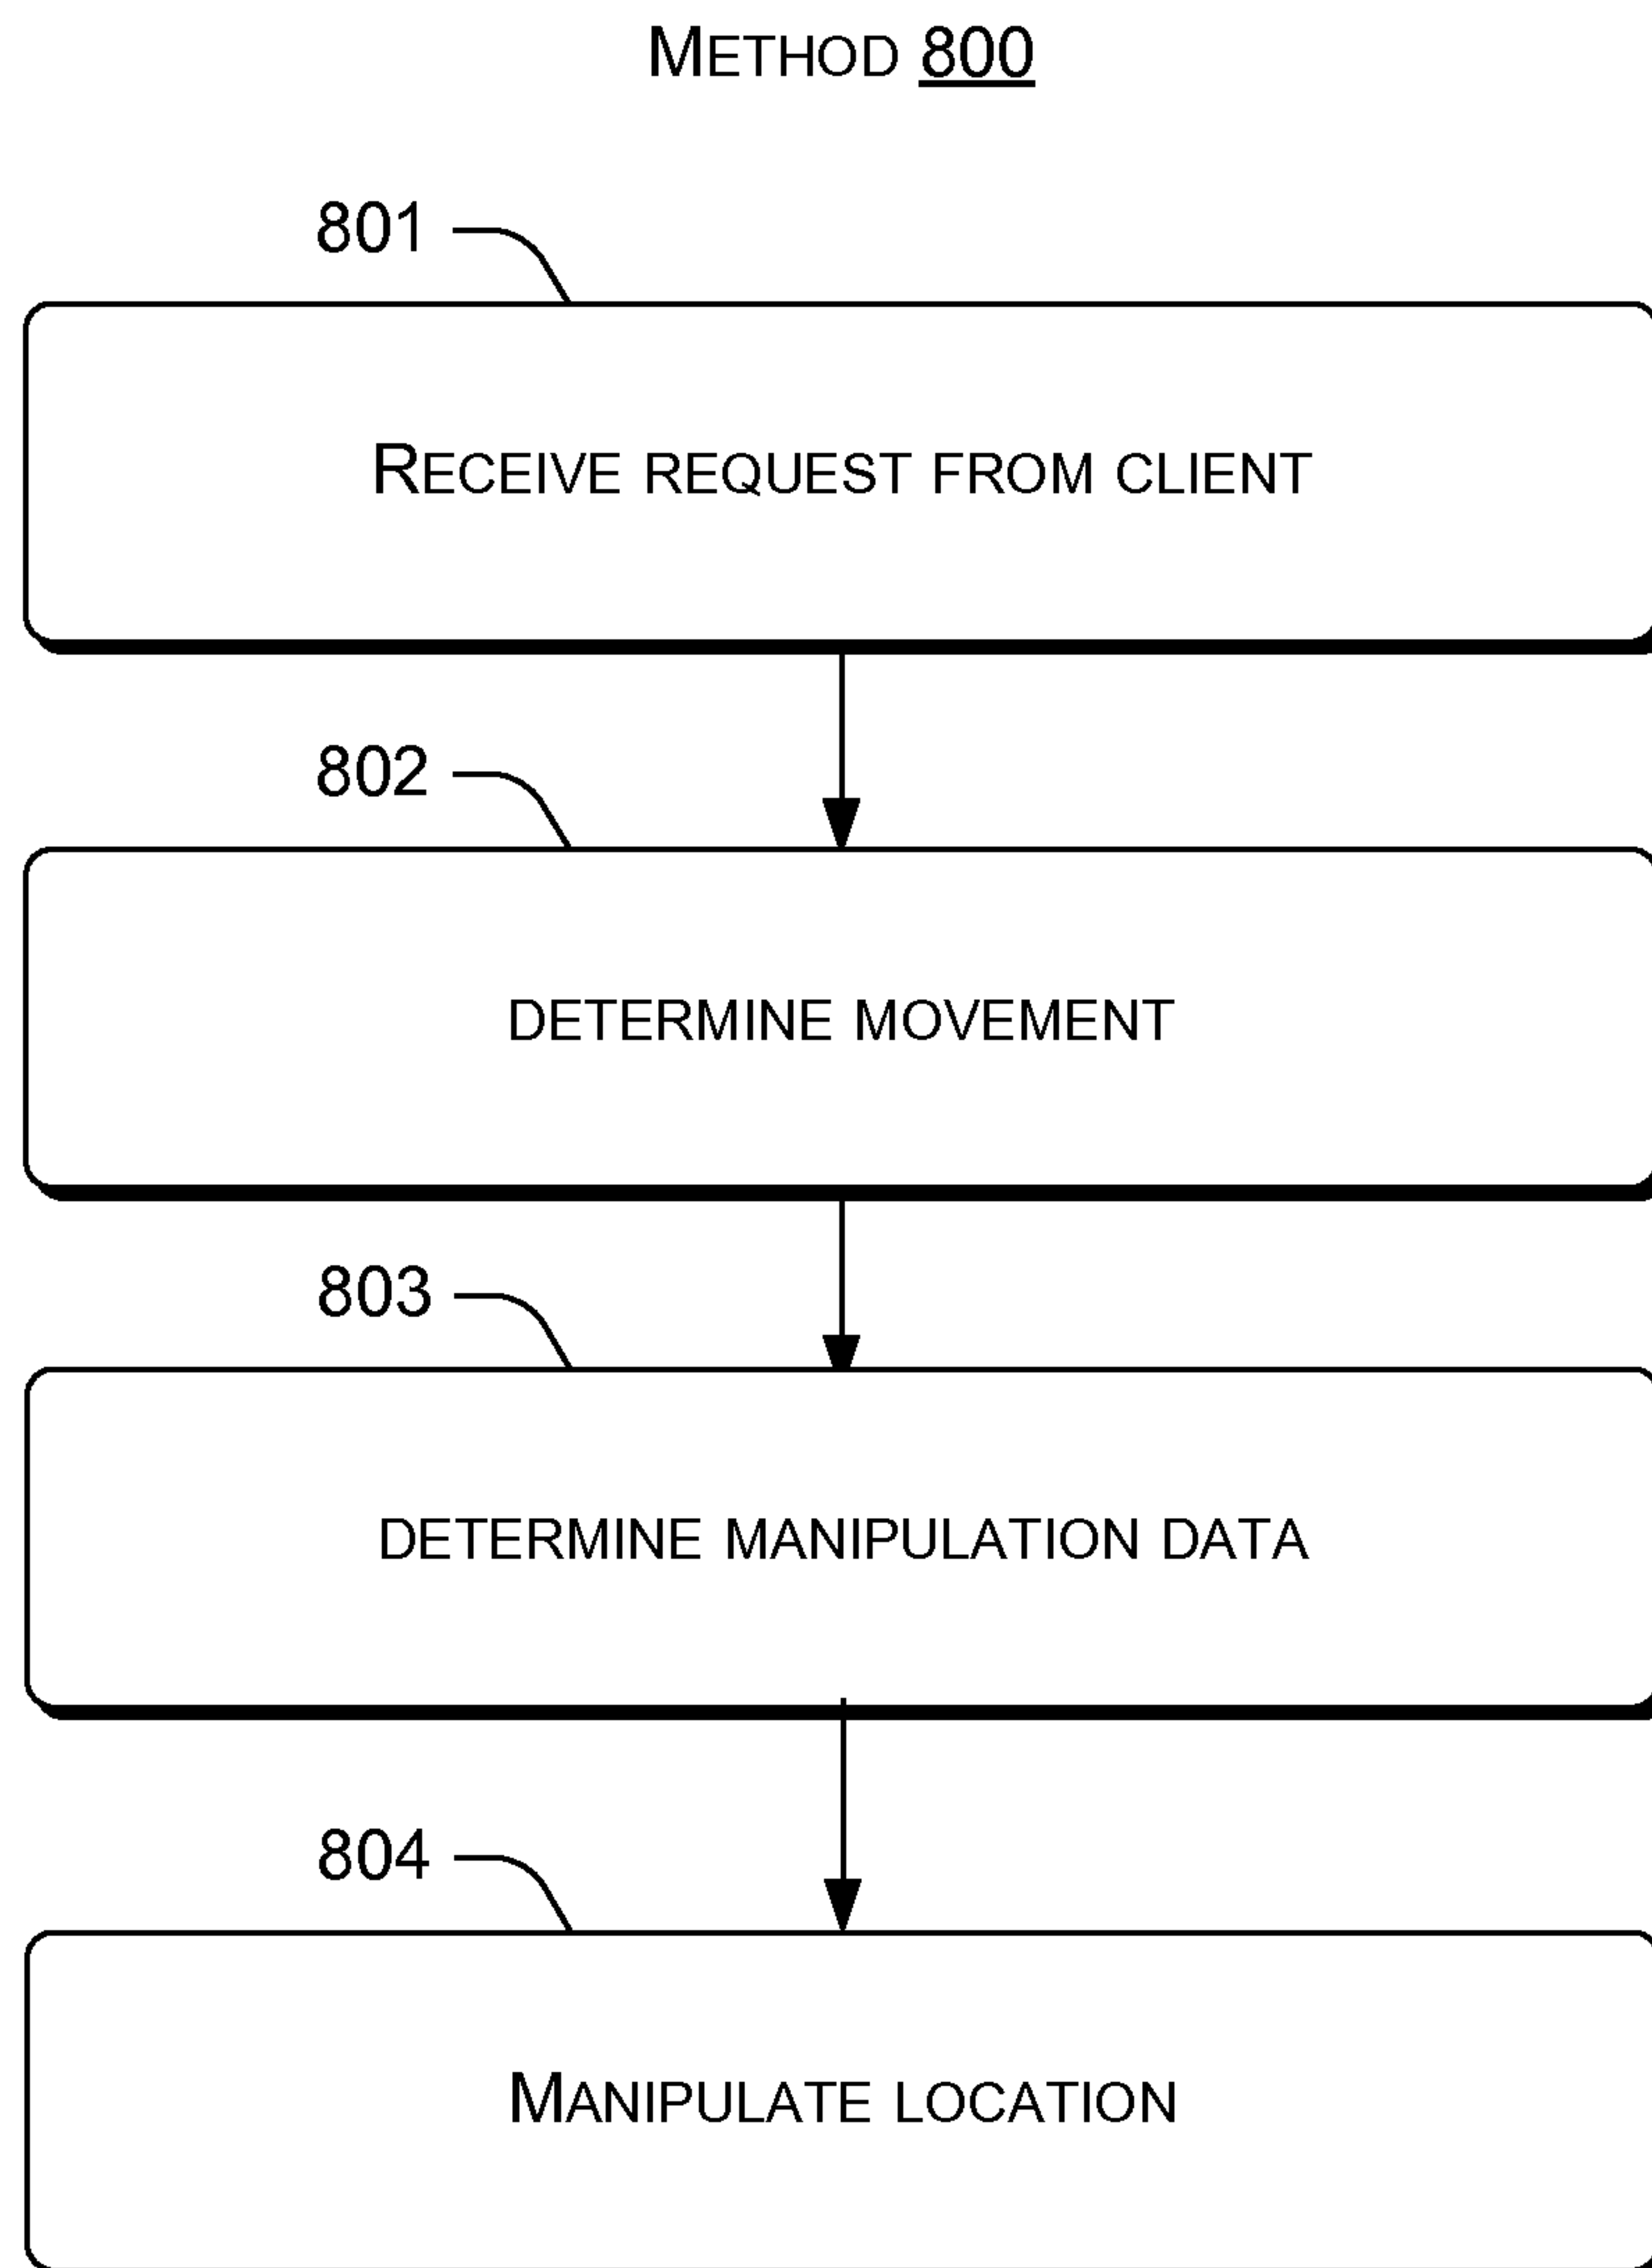 METHOD 800
801
RECEIVE REQUEST FROM CLIENT
802
DETERMINE MOVEMENT
803
DETERMINE MANIPULATION DATA
804
MANIPULATE LOCATION